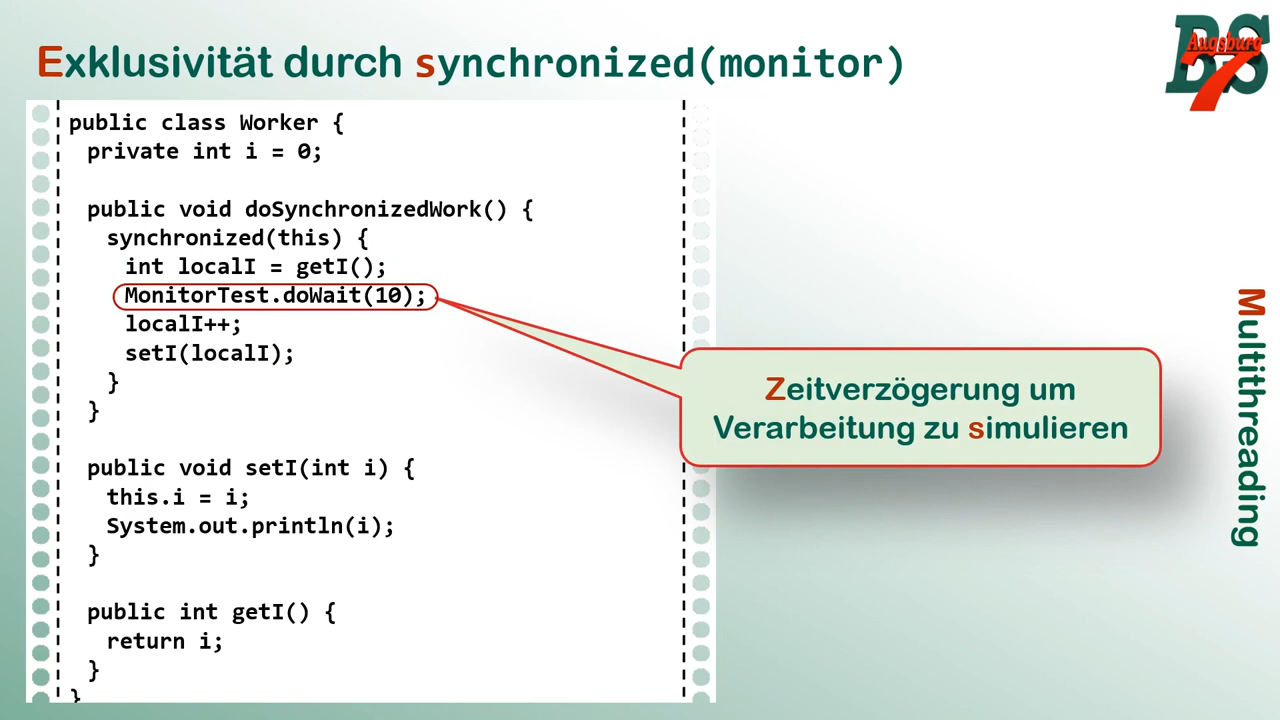 Exklusivität durch synchronized(monitor)
BS
Augsburg
7
public class Worker {
private int i = 0;
public void doSynchronizedWork() {
synchronized(this) {
int localI = getI();
MonitorTest.doWait(10);
localI++;
setI(localI);
}
}
public void setI(int i) {
this.i = i;
System.out.println(i);
}
public int getI() {
return i;
}
}
Zeitverzögerung um
Verarbeitung zu simulieren
Multithreading